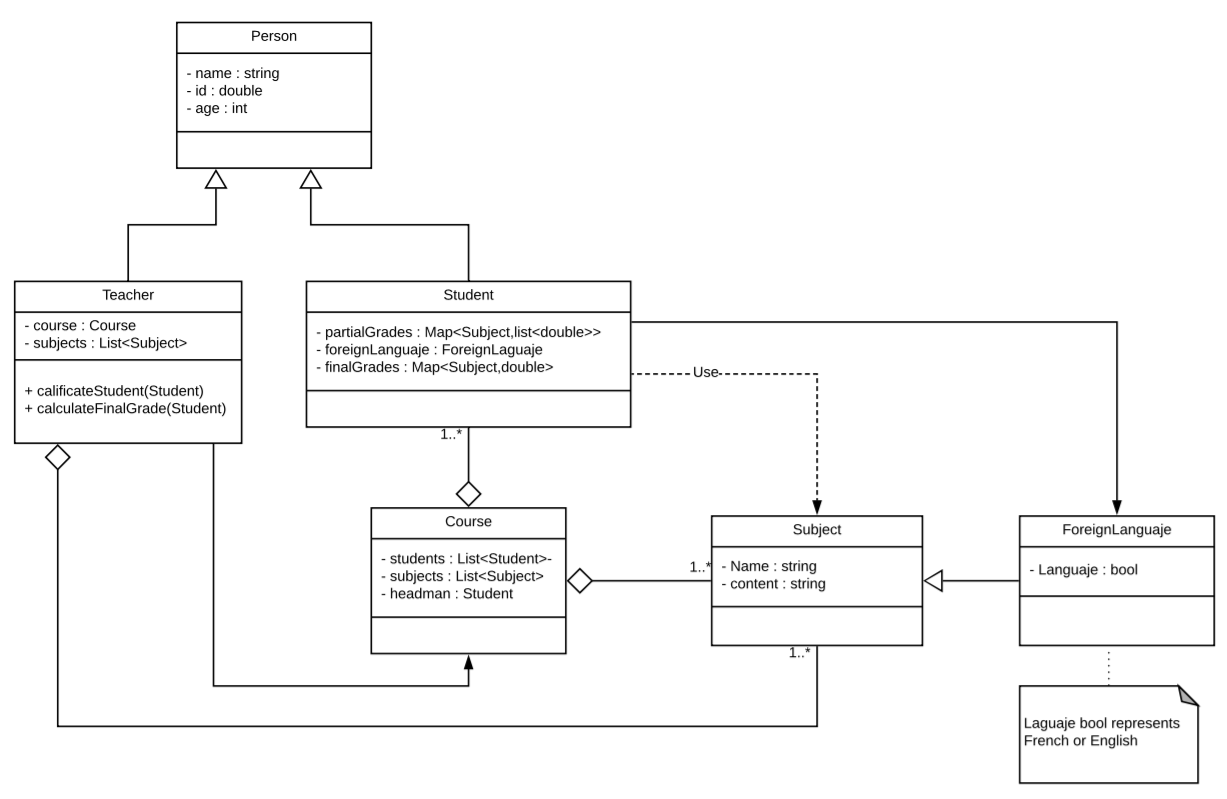 Person
- name : string
- id : double
- age : int
Teacher
- course : Course
- subjects : List<Subject>
+ calificateStudent(Student)
+ calculateFinalGrade(Student)
Student
- partialGrades : Map<Subject,list<double>>
- foreignLanguaje : ForeignLaguaje
- finalGrades : Map<Subject,double>
Use
1..*
Course
- students : List<Student>-
- subjects : List<Subject>
- headman : Student
1..*
Subject
- Name : string
- content : string
1..*
ForeignLanguaje
- Languaje : bool
Laguaje bool represents
French or English